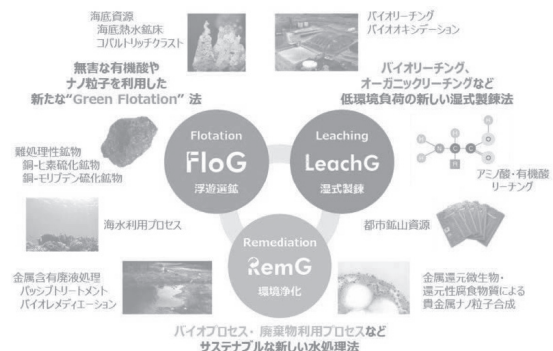 海底資源
海底熱水鉱床
コバルトリッチクラスト
バイオリーチング
バイオオキシデーション
無害な有機酸や
ナノ粒子を利用した
新たな“Green Flotation” 法
バイオリーチング、
オーガニックリーチングなど
低環境負荷の新しい湿式製錬法
難処理性鉱物
銅-ヒ素硫化鉱物
銅-モリブデン硫化鉱物
Flotation
FloG
浮遊選鉱
Leaching
LeachG
湿式製錬
アミノ酸・有機酸
リーチング
海水利用プロセス
Remediation
RemG
環境浄化
都市鉱山資源
金属含有廃液処理
パッシブトリートメント
バイオレメディエーション
金属還元微生物・
還元性腐食物質による
貴金属ナノ粒子合成
バイオプロセス・廃棄物利用プロセスなど
サステナブルな新しい水処理法